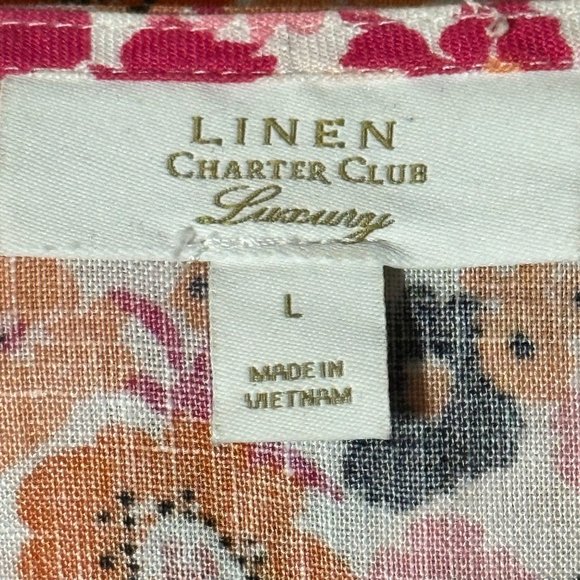 LINEN
CHARTER CLUB
Luxury
L
MADE IN
VIETNAM